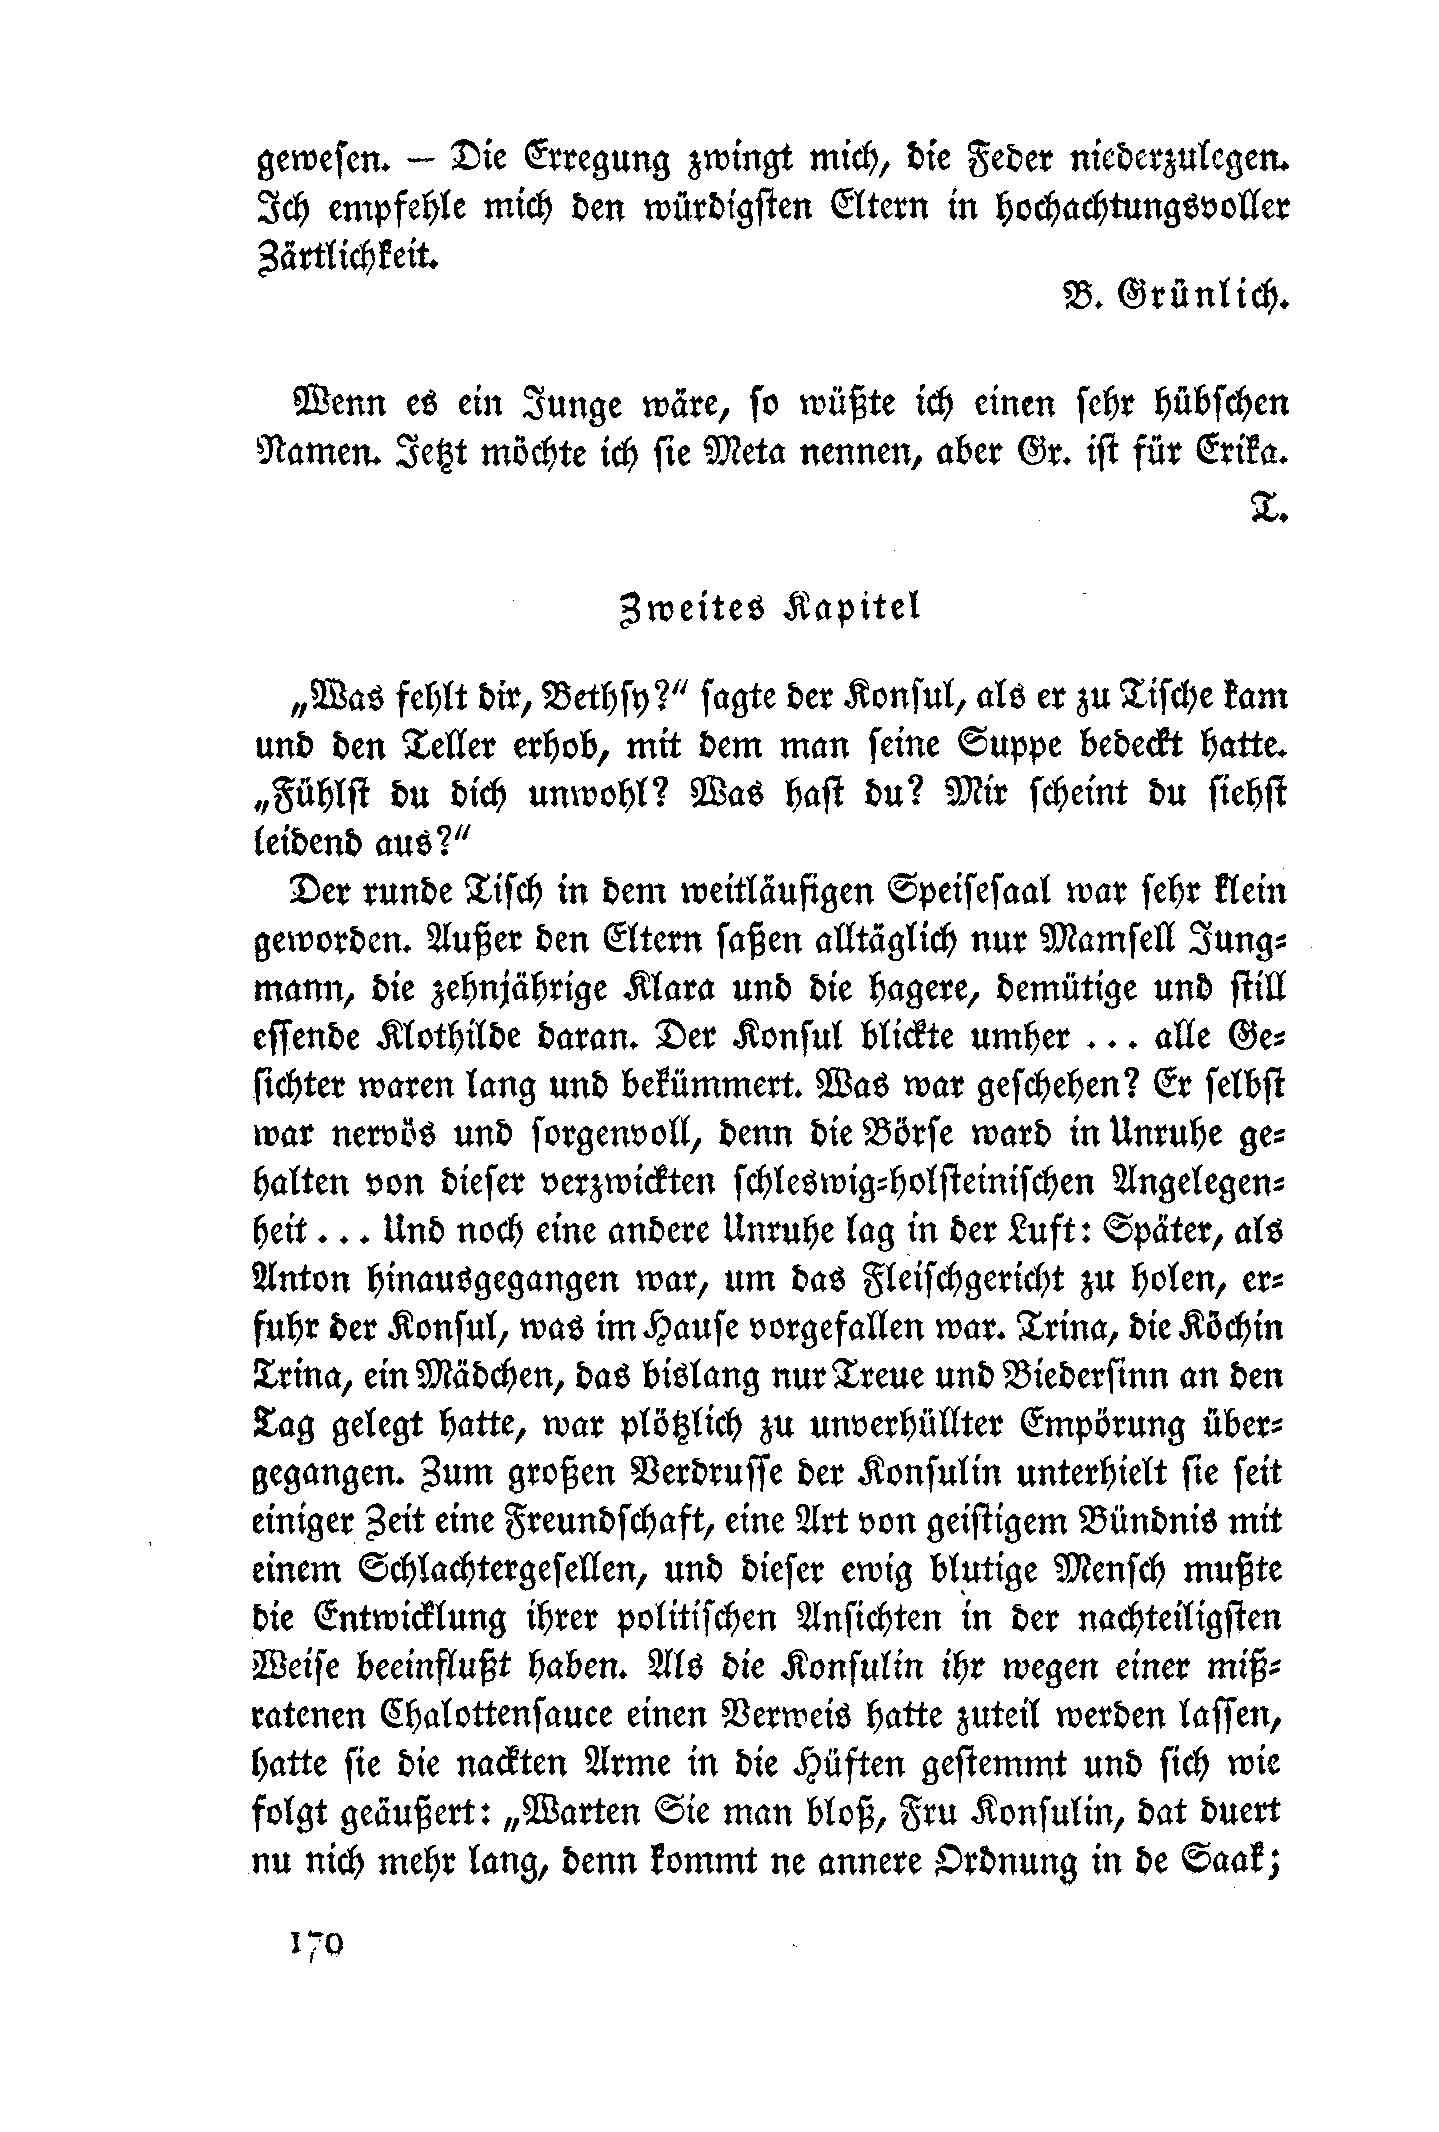 gewesen. — Die Erregung zwingt mich, die Feder niederzulegen.
Ich empfehle mich den würdigsten Eltern in hochachtungsvoller
Zärtlichkeit.
B. Grünlich.
Wenn es ein Junge wäre, so wüßte ich einen sehr hübschen
Namen. Jetzt möchte ich sie Meta nennen, aber Gr. ist für Erika.
T.
Zweites Kapitel
„Was fehlt dir, Bethsy?“ sagte der Konsul, als er zu Tische kam
und den Teller erhob, mit dem man seine Suppe bedeckt hatte.
„Fühlst du dich unwohl? Was hast du? Mir scheint du siehst
leidend aus?“
Der runde Tisch in dem weitläufigen Speisesaal war sehr klein
geworden. Außer den Eltern saßen alltäglich nur Mamsell Jung-
mann, die zehnjährige Klara und die hagere, demütige und still
essende Klothilde daran. Der Konsul blickte umher ... alle Ge-
sichter waren lang und bekümmert. Was war geschehen? Er selbst
war nervös und sorgenvoll, denn die Börse ward in Unruhe ge-
halten von dieser verzwickten schleswig-holsteinischen Angelegen-
heit ... Und noch eine andere Unruhe lag in der Luft: Später, als
Anton hinausgegangen war, um das Fleischgericht zu holen, er-
fuhr der Konsul, was im Hause vorgefallen war. Trina, die Köchin
Trina, ein Mädchen, das bislang nur Treue und Biedersinn an den
Tag gelegt hatte, war plötzlich zu unverhüllter Empörung über-
gegangen. Zum großen Verdrusse der Konsulin unterhielt sie seit
einiger Zeit eine Freundschaft, eine Art von geistigem Bündnis mit
einem Schlachtergesellen, und dieser ewig blutige Mensch mußte
die Entwicklung ihrer politischen Ansichten in der nachteiligsten
Weise beeinflußt haben. Als die Konsulin ihr wegen einer miß-
ratenen Chalottensauce einen Verweis hatte zuteil werden lassen,
hatte sie die nackten Arme in die Hüften gestemmt und sich wie
folgt geäußert: „Warten Sie man bloß, Fru Konsulin, dat duert
nu nich mehr lang, denn kommt ne annere Ordnung in de Saak;
170